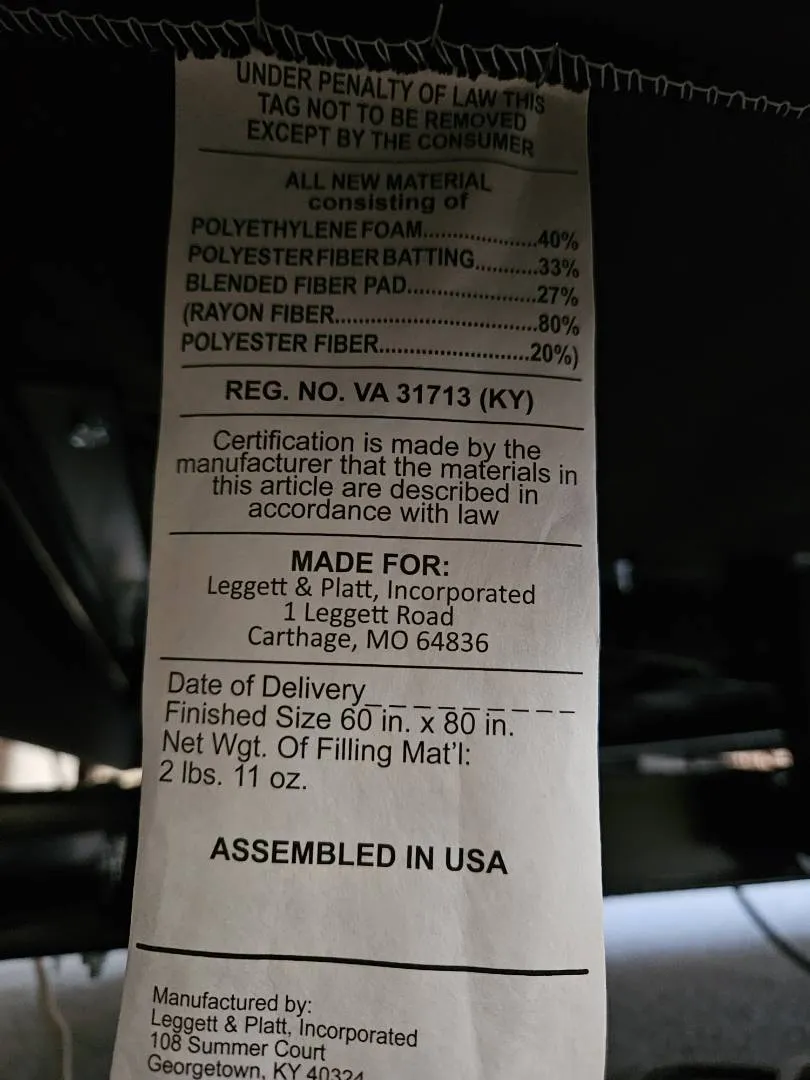 UNDER PENALTY OF LAW THIS
TAG NOT TO BE REMOVED
EXCEPT BY THE CONSUMER
ALL NEW MATERIAL
consisting of
POLYETHYLENE FOAM....................40%
POLYESTER FIBER BATTING...........33%
BLENDED FIBER PAD......................27%
(RAYON FIBER...................................80%
POLYESTER FIBER..........................20%)
REG. NO. VA 31713 (KY)
Certification is made by the
manufacturer that the materials in
this article are described in
accordance with law
MADE FOR:
Leggett & Platt, Incorporated
1 Leggett Road
Carthage, MO 64836
Date of Delivery_ _ _ _ _ _ _ _ _
Finished Size 60 in. x 80 in.
Net Wgt. Of Filling Mat'l:
2 lbs. 11 oz.
ASSEMBLED IN USA
Manufactured by:
Leggett & Platt, Incorporated
108 Summer Court
Georgetown, KY 40324